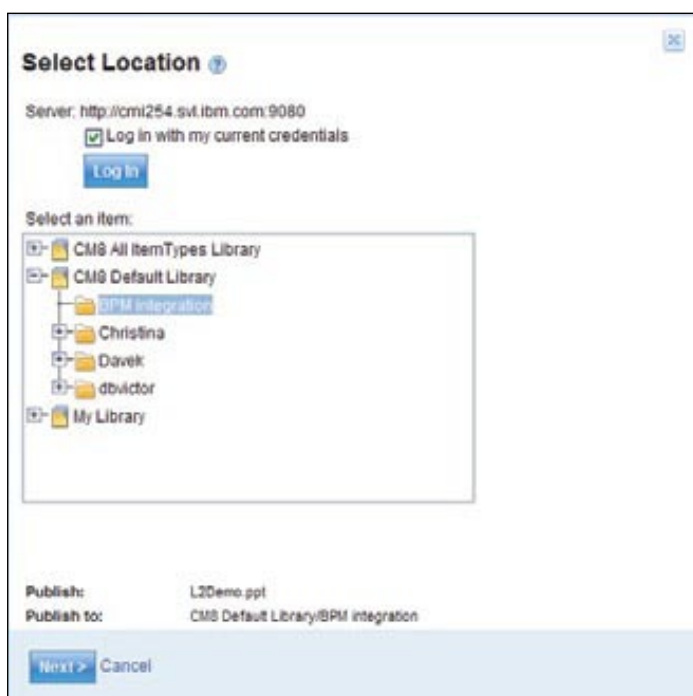 Select Location ?
Server: http://cmi254.svl.ibm.com:9080
Log in with my current credentials
Log In
Select an item:
CM8 All ItemTypes Library
CM8 Default Library
BPM integration
Christina
Davek
dbvictor
My Library
Publish: L2Demo.ppt
Publish to: CM8 Default Library/BPM integration
Next > Cancel